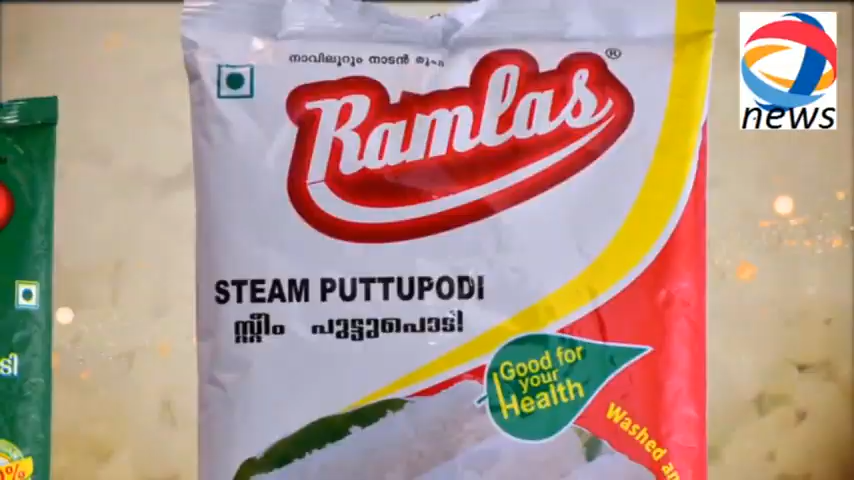 നാവിലൂറും നാടൻ
Ramlas®
STEAM PUTTUPODI
സ്റ്റീം പുട്ടുപൊടി
Good for
your
Health
Washed
news